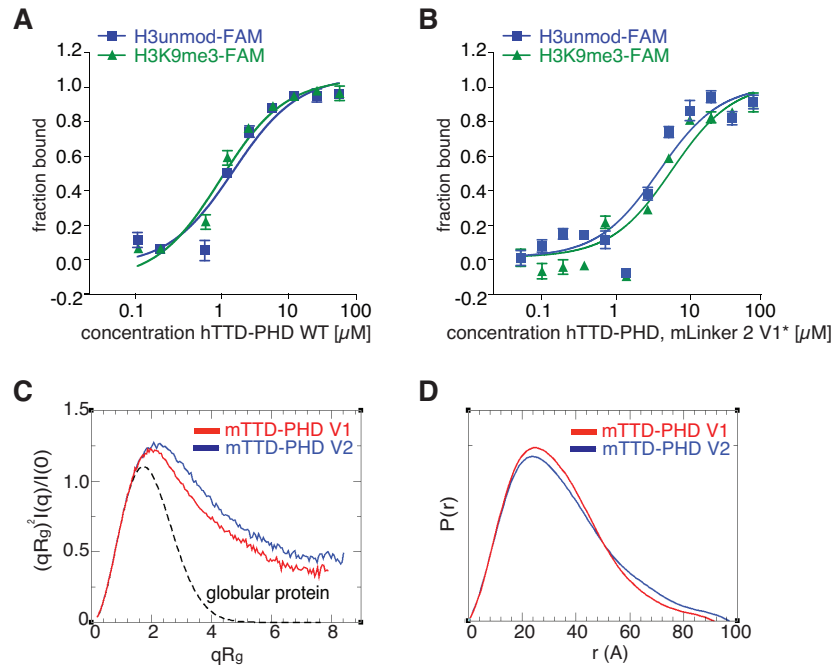 A
H3unmod-FAM
H3K9me3-FAM
1.2
1.0
0.8
0.6
0.4
0.2
0.0
-0.2
fraction bound
0.1
1
10
100
concentration hTTD-PHD WT [µM]
B
H3unmod-FAM
H3K9me3-FAM
1.2
1.0
0.8
0.6
0.4
0.2
0.0
-0.2
fraction bound
0.1
1
10
100
concentration hTTD-PHD, mLinker 2 V1* [µM]
C
1.5
1.0
0.5
0
(qRg)²I(q)/I(0)
mTTD-PHD V1
mTTD-PHD V2
globular protein
0
2
4
6
8
qRg
D
P(r)
mTTD-PHD V1
mTTD-PHD V2
0
20
40
60
80
100
r (A)